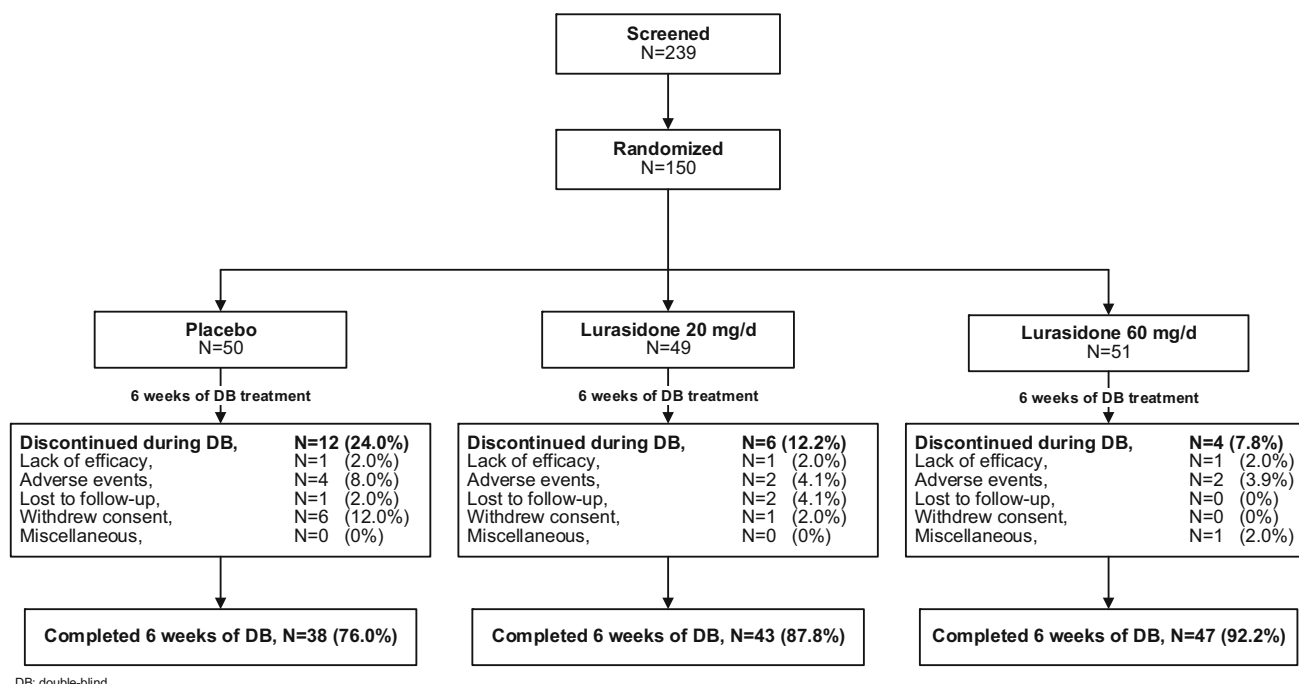 Screened
N=239
Randomized
N=150
Placebo
N=50
Lurasidone 20 mg/d
N=49
Lurasidone 60 mg/d
N=51
6 weeks of DB treatment
6 weeks of DB treatment
6 weeks of DB treatment
Discontinued during DB, N=12 (24.0%)
Lack of efficacy, N=1 (2.0%)
Adverse events, N=4 (8.0%)
Lost to follow-up, N=1 (2.0%)
Withdrew consent, N=6 (12.0%)
Miscellaneous, N=0 (0%)
Discontinued during DB, N=6 (12.2%)
Lack of efficacy, N=1 (2.0%)
Adverse events, N=2 (4.1%)
Lost to follow-up, N=2 (4.1%)
Withdrew consent, N=1 (2.0%)
Miscellaneous, N=0 (0%)
Discontinued during DB, N=4 (7.8%)
Lack of efficacy, N=1 (2.0%)
Adverse events, N=2 (3.9%)
Lost to follow-up, N=0 (0%)
Withdrew consent, N=0 (0%)
Miscellaneous, N=1 (2.0%)
Completed 6 weeks of DB, N=38 (76.0%)
Completed 6 weeks of DB, N=43 (87.8%)
Completed 6 weeks of DB, N=47 (92.2%)
DB: double-blind